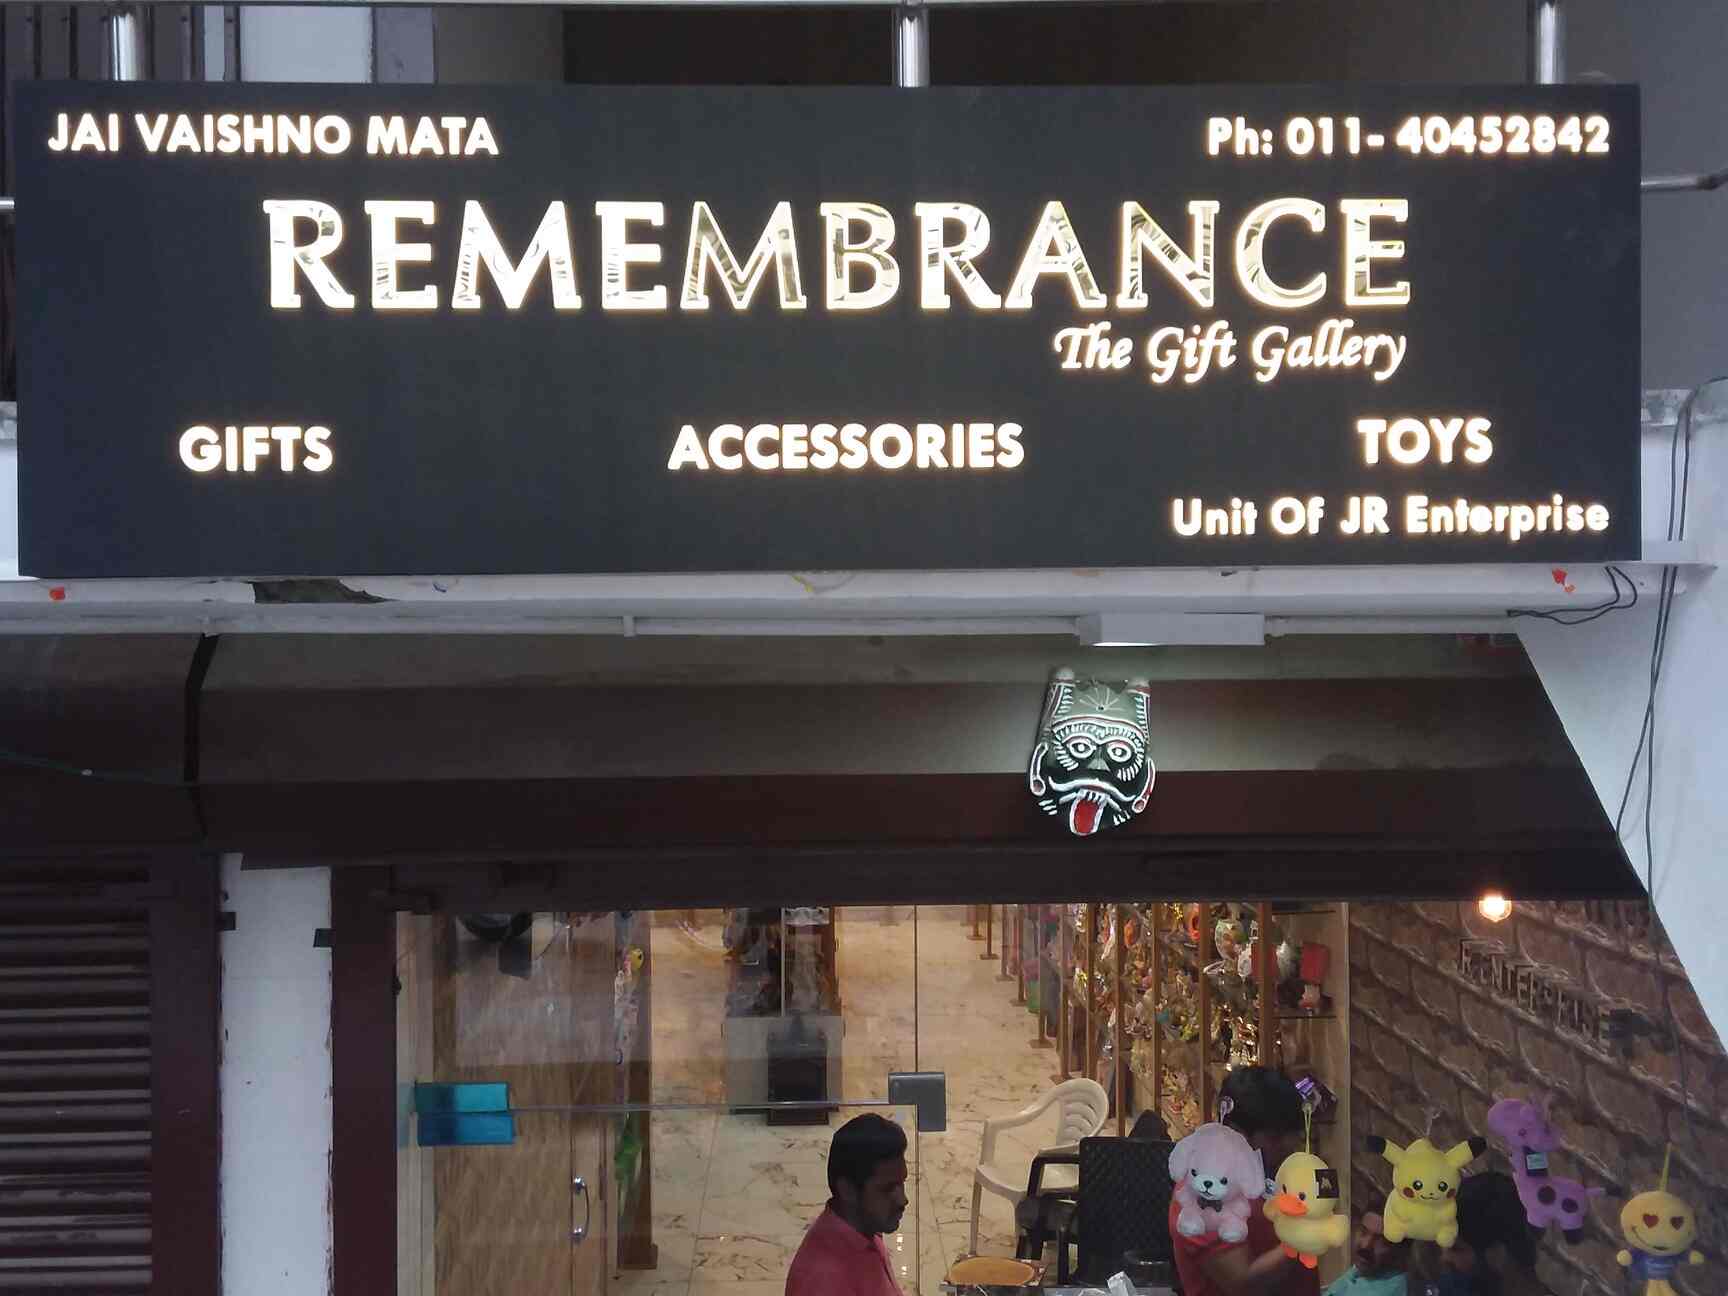 JAI VAISHNO MATA
Ph: 011- 40452842
REMEMBRANCE
The Gift Gallery
GIFTS
ACCESSORIES
TOYS
Unit Of JR Enterprise